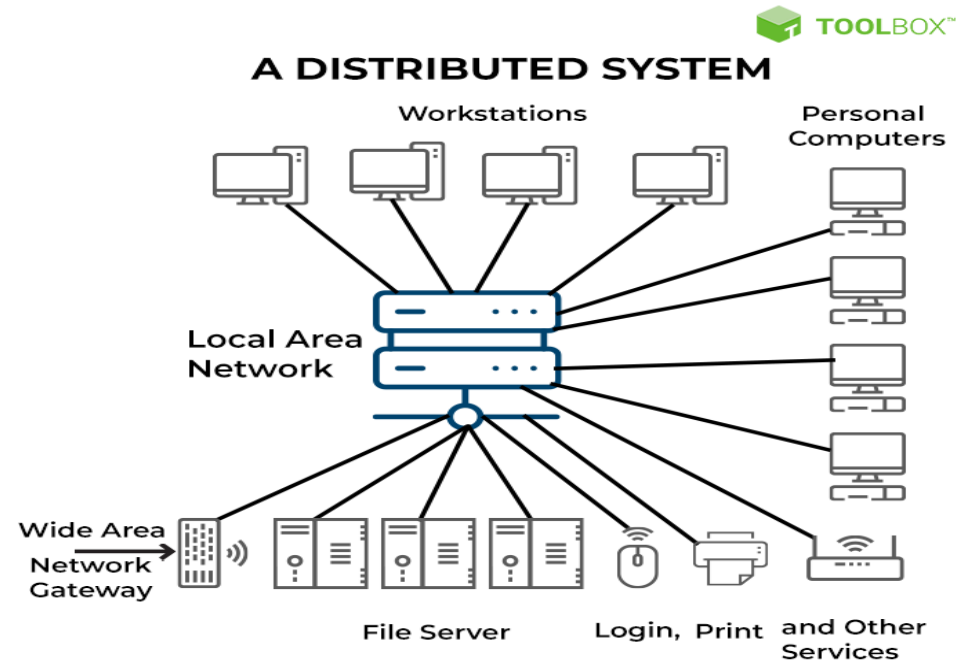 TOOLBOX™
A DISTRIBUTED SYSTEM
Workstations
Personal
Computers
Local Area
Network
Wide Area
Network
Gateway
File Server
Login, Print and Other
Services